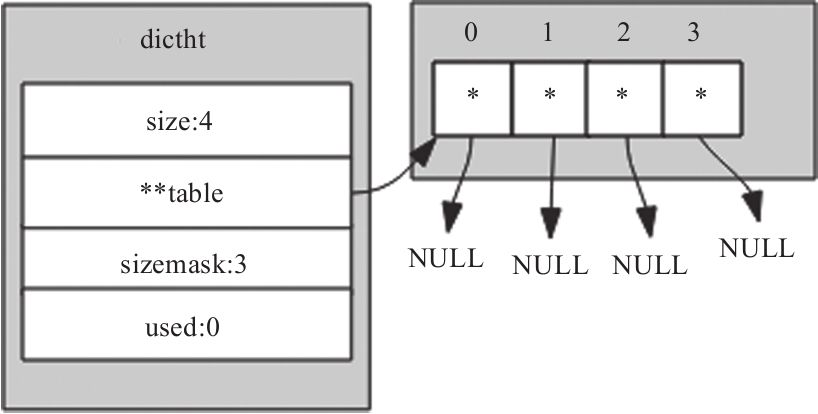 dictht
size:4
**table
sizemask:3
used:0
0 1 2 3
* * * *
NULL NULL NULL NULL